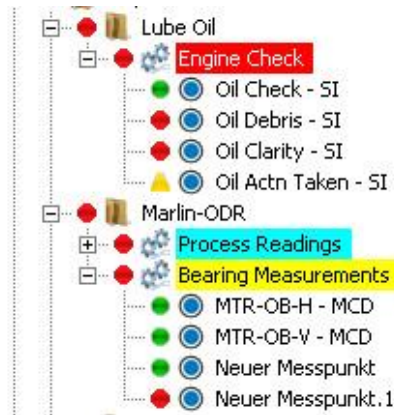 Lube Oil
Engine Check
Oil Check - SI
Oil Debris - SI
Oil Clarity - SI
Oil Actn Taken - SI
Marlin-ODR
Process Readings
Bearing Measurements
MTR-OB-H - MCD
MTR-OB-V - MCD
Neuer Messpunkt
Neuer Messpunkt.1